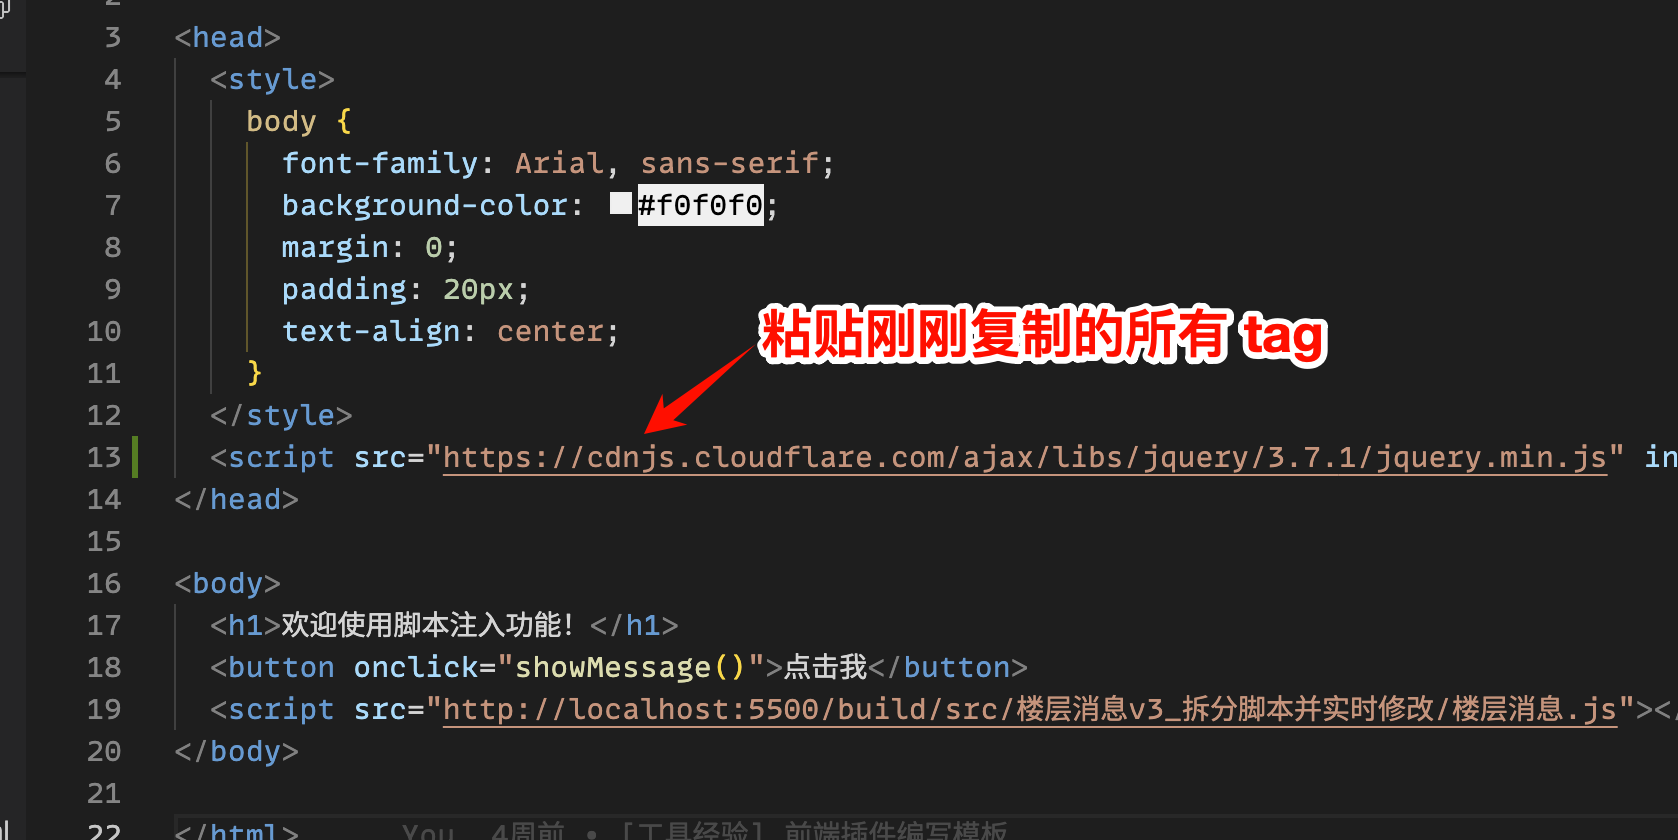 3 <head>
4 <style>
5 body {
6 font-family: Arial, sans-serif;
7 background-color: #f0f0f0;
8 margin: 0;
9 padding: 20px;
10 text-align: center;
粘贴刚刚复制的所有 tag
11 }
12 </style>
13 <script src="https://cdnjs.cloudflare.com/ajax/libs/jquery/3.7.1/jquery.min.js" in
14 </head>
15
16 <body>
17 <h1>欢迎使用脚本注入功能！</h1>
18 <button onclick="showMessage()">点击我</button>
19 <script src="http://localhost:5500/build/src/楼层消息v3_拆分脚本并实时修改/楼层消息.js"></
20 </body>
21
22 </html> You, 4周前 • [工具经验] 前端插件编写模板